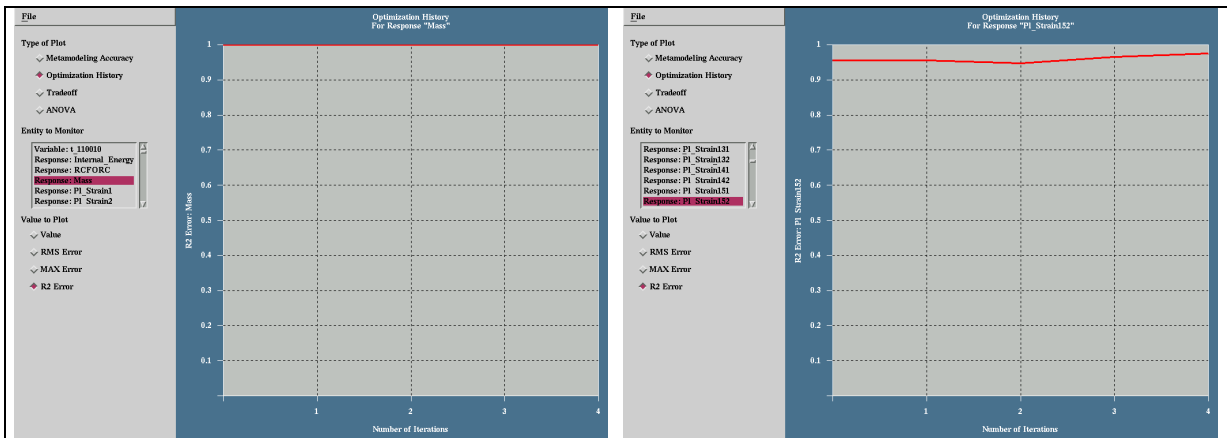 File
Type of Plot
Metamodeling Accuracy
Optimization History
Tradeoff
ANOVA
Entity to Monitor
Variable: t_110010
Response: Internal_Energy
Response: RCFORC
Response: Mass
Response: Pl_Strain1
Response: Pl_Strain2
Value to Plot
Value
RMS Error
MAX Error
R2 Error
Optimization History
For Response "Mass"
R2 Error: Mass
1
0.9
0.8
0.7
0.6
0.5
0.4
0.3
0.2
0.1
1 2 3 4
Number of Iterations
File
Type of Plot
Metamodeling Accuracy
Optimization History
Tradeoff
ANOVA
Entity to Monitor
Response: Pl_Strain131
Response: Pl_Strain132
Response: Pl_Strain141
Response: Pl_Strain142
Response: Pl_Strain151
Response: Pl_Strain152
Value to Plot
Value
RMS Error
MAX Error
R2 Error
Optimization History
For Response "Pl_Strain152"
R2 Error: Pl_Strain152
1
0.9
0.8
0.7
0.6
0.5
0.4
0.3
0.2
0.1
1 2 3 4
Number of Iterations